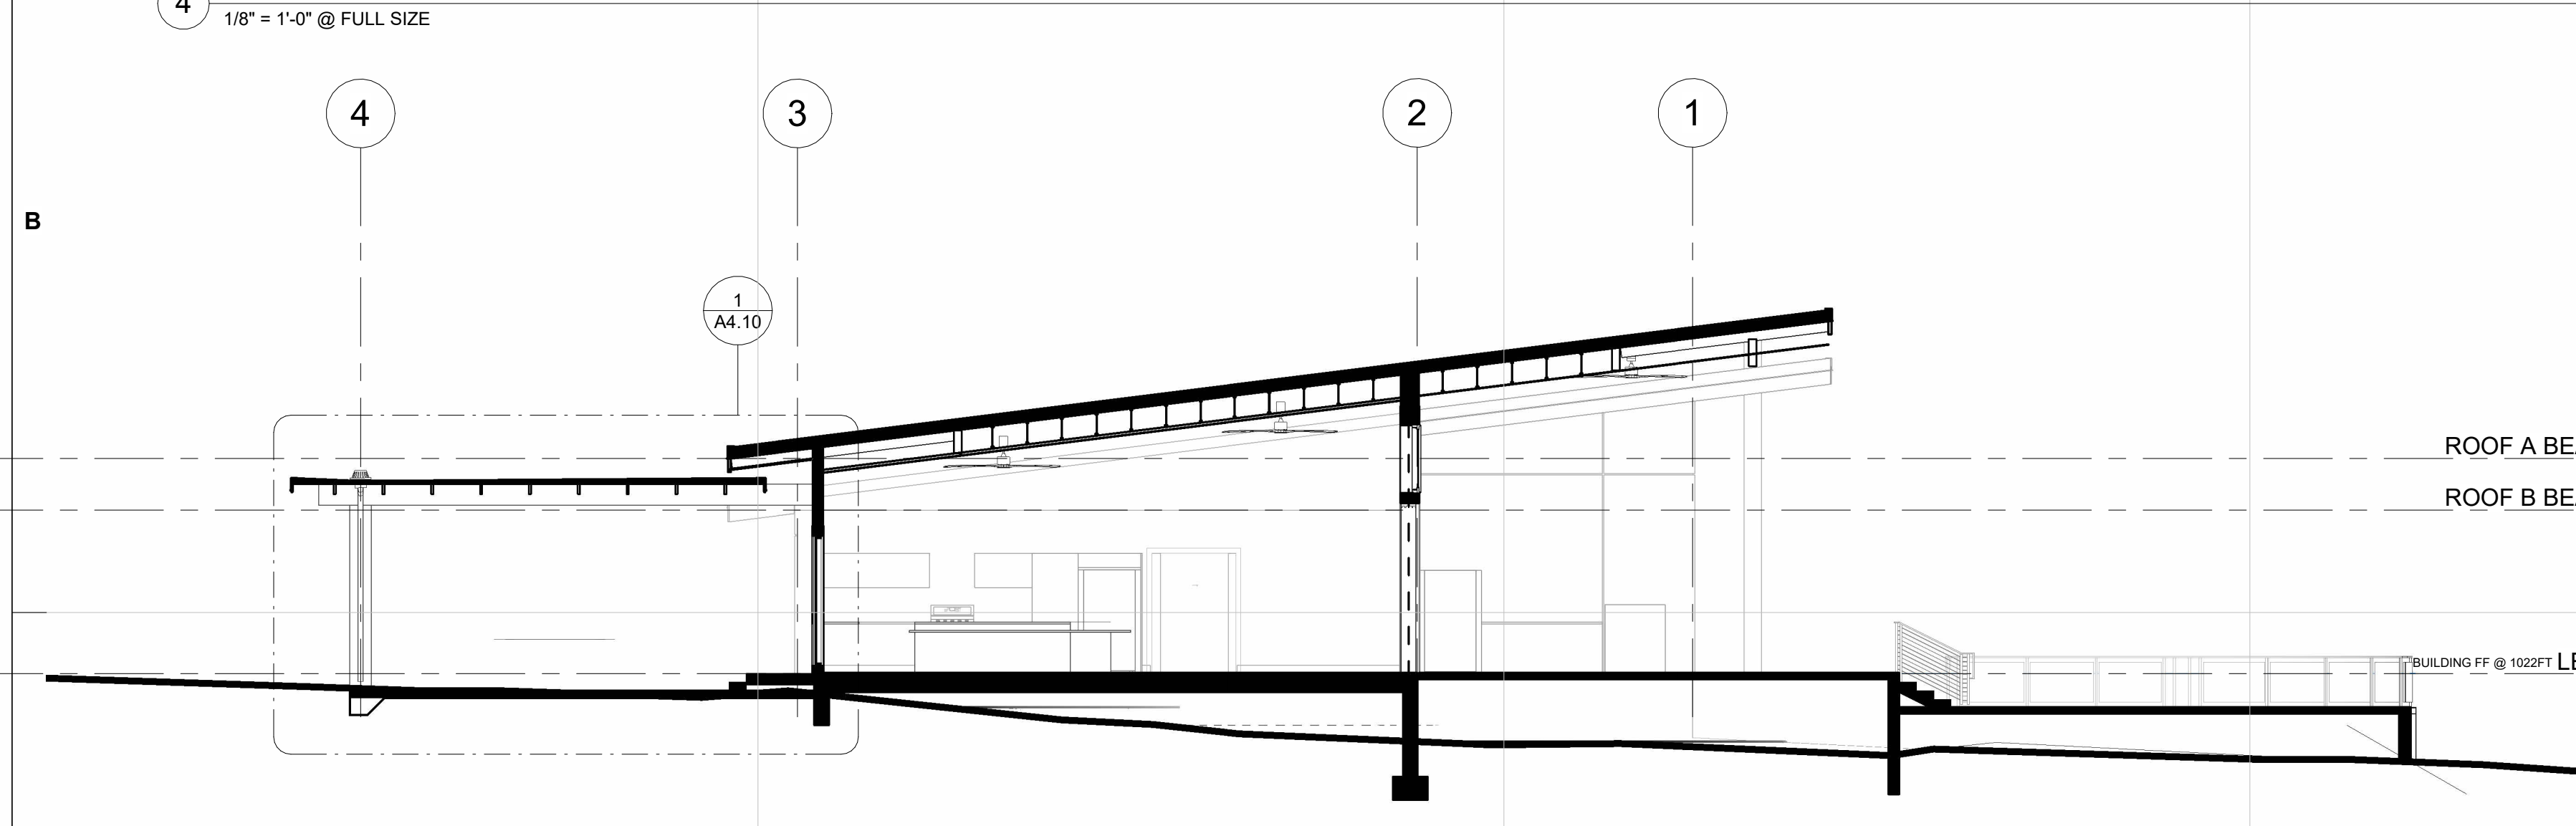 4
1/8" = 1'-0" @ FULL SIZE
4
3
2
1
B
1
A4.10
ROOF A BE
ROOF B BE
BUILDING FF @ 1022FT LE